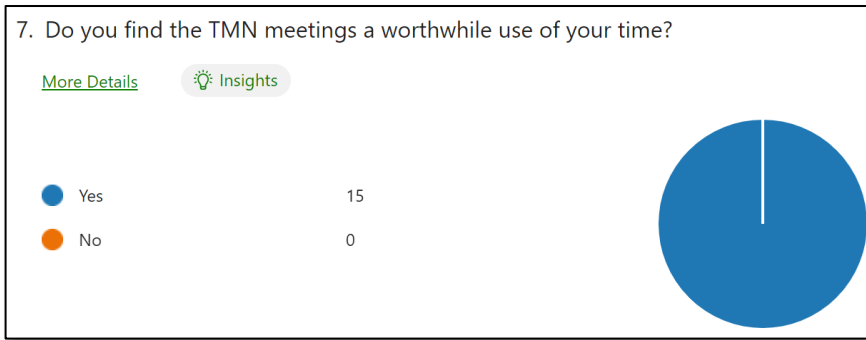 7. Do you find the TMN meetings a worthwhile use of your time?
More Details Insights
Yes 15
No 0